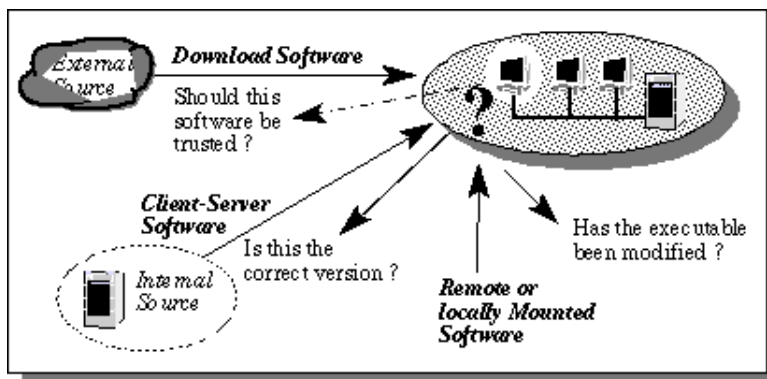 External
Source
Download Software
Should this
software be
trusted ?
?
Client-Server
Software
Is this the
correct version ?
Internal
Source
Has the executable
been modified ?
Remote or
locally Mounted
Software